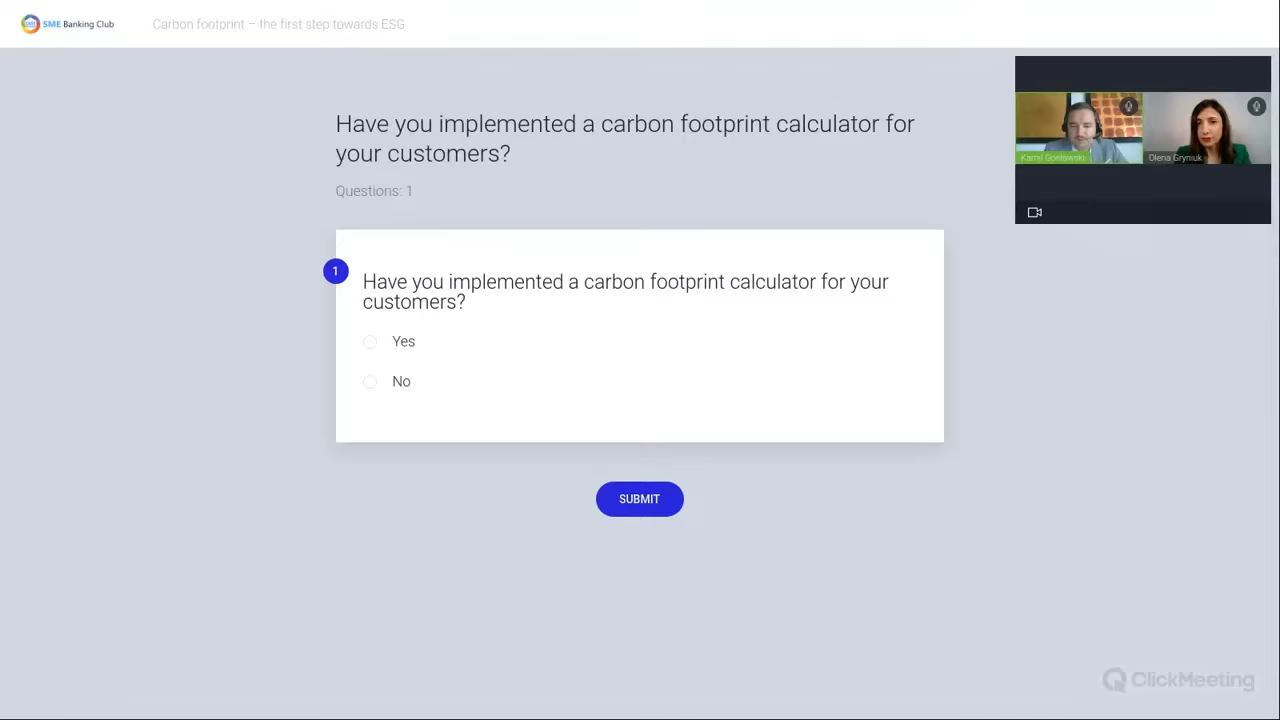 SME Banking Club
Carbon footprint – the first step towards ESG
Have you implemented a carbon footprint calculator for
your customers?
Questions: 1
1
Have you implemented a carbon footprint calculator for your
customers?
Yes
No
SUBMIT
Kamil
Olena Gryniuk
ClickMeeting